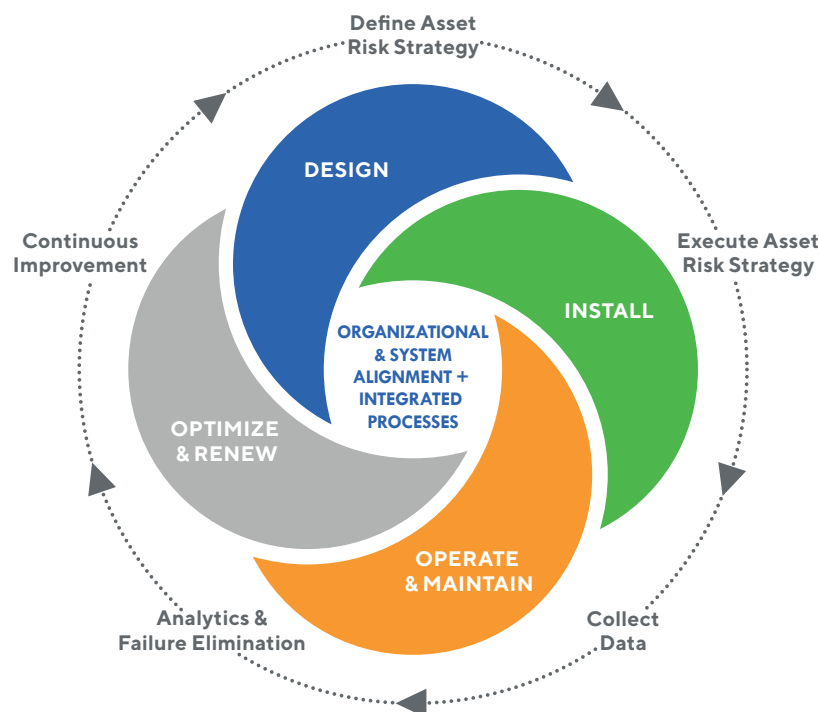 Define Asset
Risk Strategy
DESIGN
Continuous
Improvement
Execute Asset
Risk Strategy
INSTALL
ORGANIZATIONAL
& SYSTEM
ALIGNMENT +
INTEGRATED
PROCESSES
OPTIMIZE
& RENEW
OPERATE
& MAINTAIN
Analytics &
Failure Elimination
Collect
Data